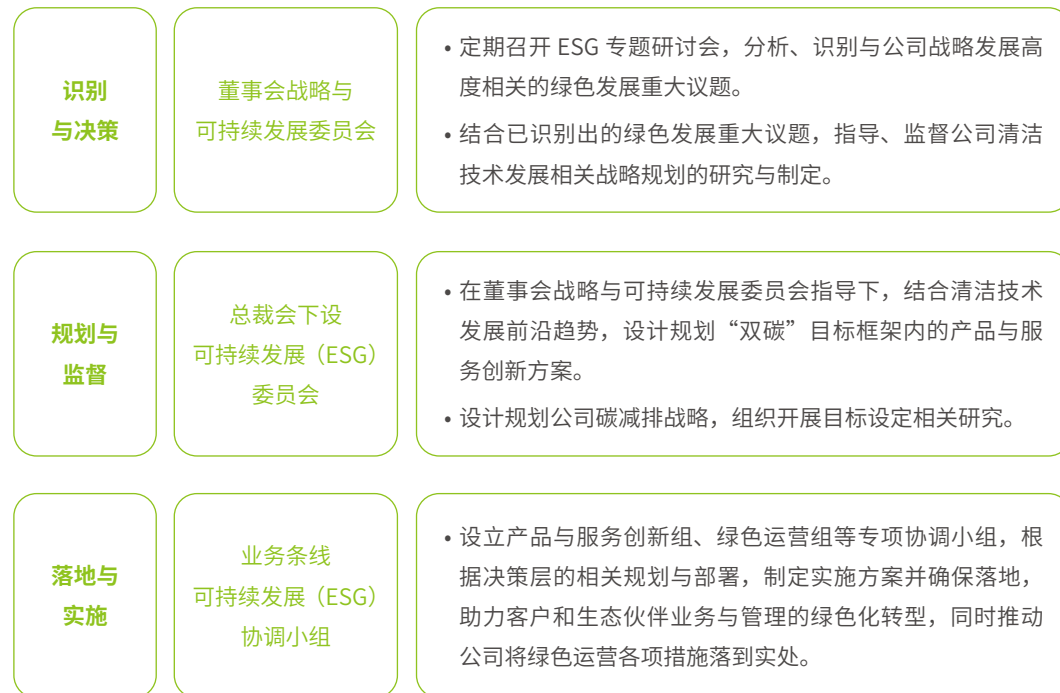 识别
与决策
董事会战略与
可持续发展委员会
• 定期召开 ESG 专题研讨会，分析、识别与公司战略发展高
度相关的绿色发展重大议题。
• 结合已识别出的绿色发展重大议题，指导、监督公司清洁
技术发展相关战略规划的研究与制定。
规划与
监督
总裁会下设
可持续发展（ESG）
委员会
• 在董事会战略与可持续发展委员会指导下，结合清洁技术
发展前沿趋势，设计规划“双碳”目标框架内的产品与服
务创新方案。
• 设计规划公司碳减排战略，组织开展目标设定相关研究。
落地与
实施
业务条线
可持续发展（ESG）
协调小组
• 设立产品与服务创新组、绿色运营组等专项协调小组，根
据决策层的相关规划与部署，制定实施方案并确保落地，
助力客户和生态伙伴业务与管理的绿色化转型，同时推动
公司将绿色运营各项措施落到实处。